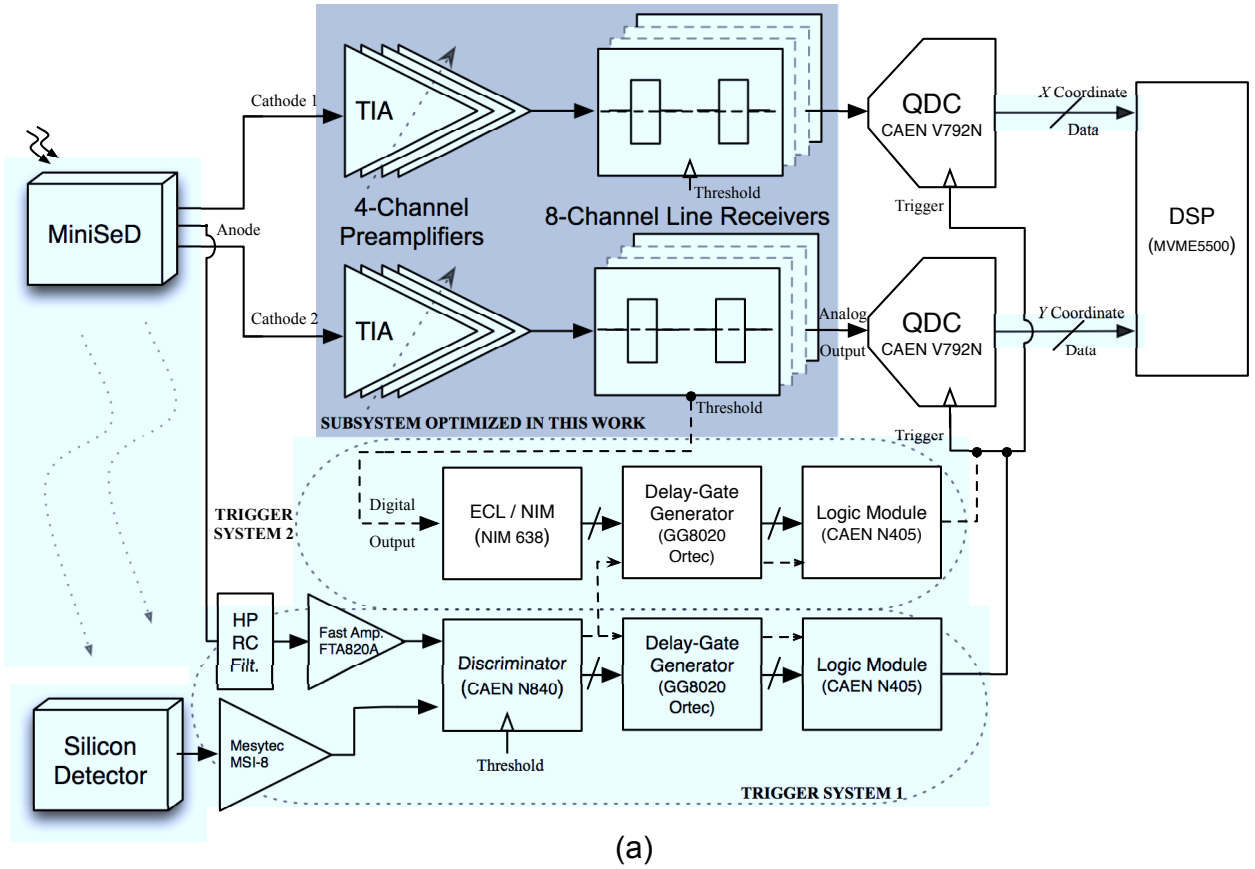 Cathode 1
TIA
QDC
CAEN V792N
X Coordinate
Data
Threshold
Trigger
MiniSeD
4-Channel
Preamplifiers
8-Channel Line Receivers
DSP
(MVME5500)
Anode
Cathode 2
TIA
Analog
Output
QDC
CAEN V792N
Y Coordinate
Data
Threshold
SUBSYSTEM OPTIMIZED IN THIS WORK
Trigger
TRIGGER
SYSTEM 2
Digital
Output
ECL / NIM
(NIM 638)
Delay-Gate
Generator
(GG8020
Ortec)
Logic Module
(CAEN N405)
HP
RC
Filt.
Fast Amp.
FTA820A
Discriminator
(CAEN N840)
Delay-Gate
Generator
(GG8020
Ortec)
Logic Module
(CAEN N405)
Silicon
Detector
Mesytec
MSI-8
Threshold
TRIGGER SYSTEM 1
(a)